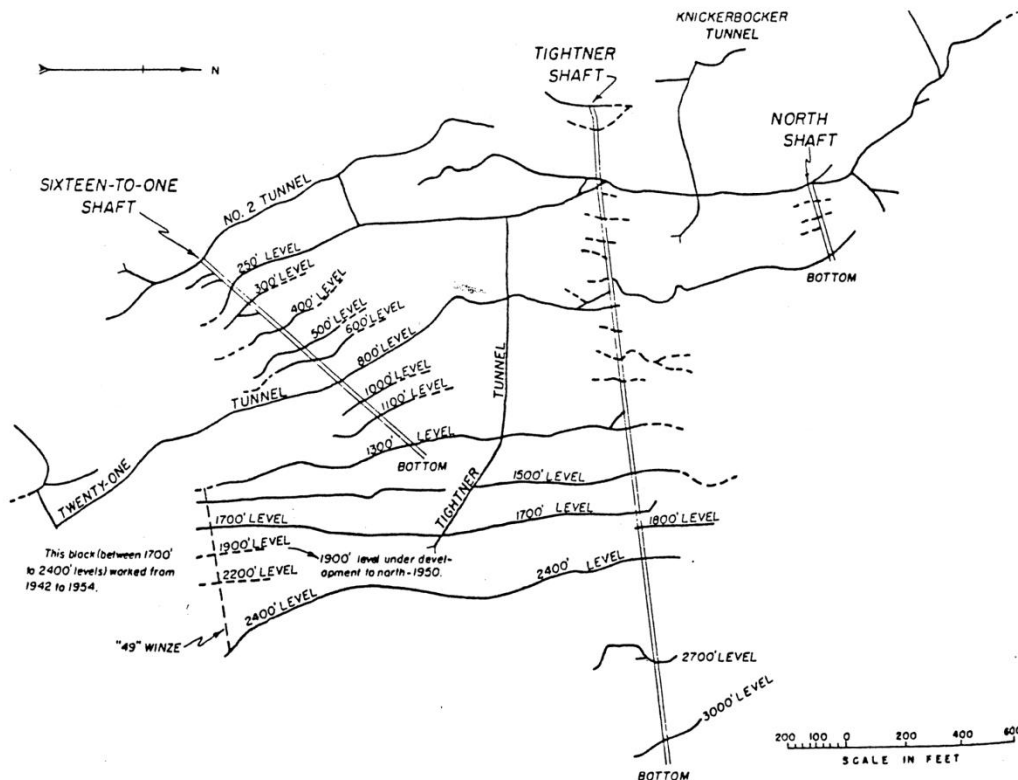 KNICKERBOCKER
TUNNEL
N
TIGHTNER
SHAFT
NORTH
SHAFT
SIXTEEN-TO-ONE
SHAFT
NO. 2 TUNNEL
250' LEVEL
300' LEVEL
400' LEVEL
500' LEVEL
600' LEVEL
800' LEVEL
BOTTOM
TUNNEL
TUNNEL
1000' LEVEL
1100' LEVEL
1300' LEVEL
BOTTOM
TWENTY-ONE
TIGHTNER
1500' LEVEL
1700' LEVEL
1700' LEVEL
1800' LEVEL
This block (between 1700'
to 2400' levels) worked from
1942 to 1954.
1900' LEVEL
1900' level under devel-
opment to north-1950.
2200' LEVEL
2400' LEVEL
2400' LEVEL
"49" WINZE
2700' LEVEL
3000' LEVEL
BOTTOM
200 100 0 200 400 600
SCALE IN FEET